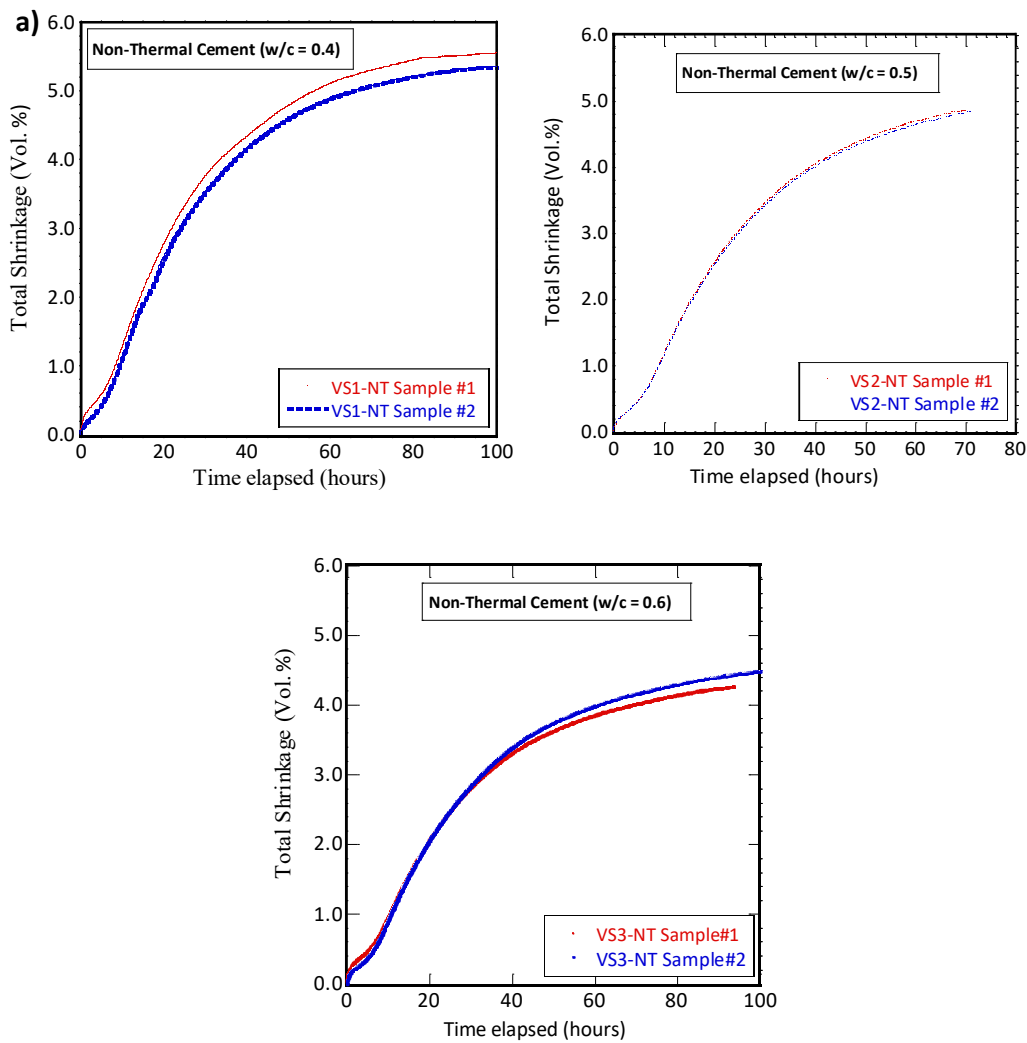 a)
6.0
5.0
4.0
3.0
2.0
1.0
0.0
Total Shrinkage (Vol.%)
Non-Thermal Cement (w/c = 0.4)
VS1-NT Sample #1
VS1-NT Sample #2
0 20 40 60 80 100
Time elapsed (hours)
6.0
5.0
4.0
3.0
2.0
1.0
0.0
Total Shrinkage (Vol.%)
Non-Thermal Cement (w/c = 0.5)
VS2-NT Sample #1
VS2-NT Sample #2
0 10 20 30 40 50 60 70 80
Time elapsed (hours)
6.0
5.0
4.0
3.0
2.0
1.0
0.0
Total Shrinkage (Vol.%)
Non-Thermal Cement (w/c = 0.6)
VS3-NT Sample#1
VS3-NT Sample#2
0 20 40 60 80 100
Time elapsed (hours)